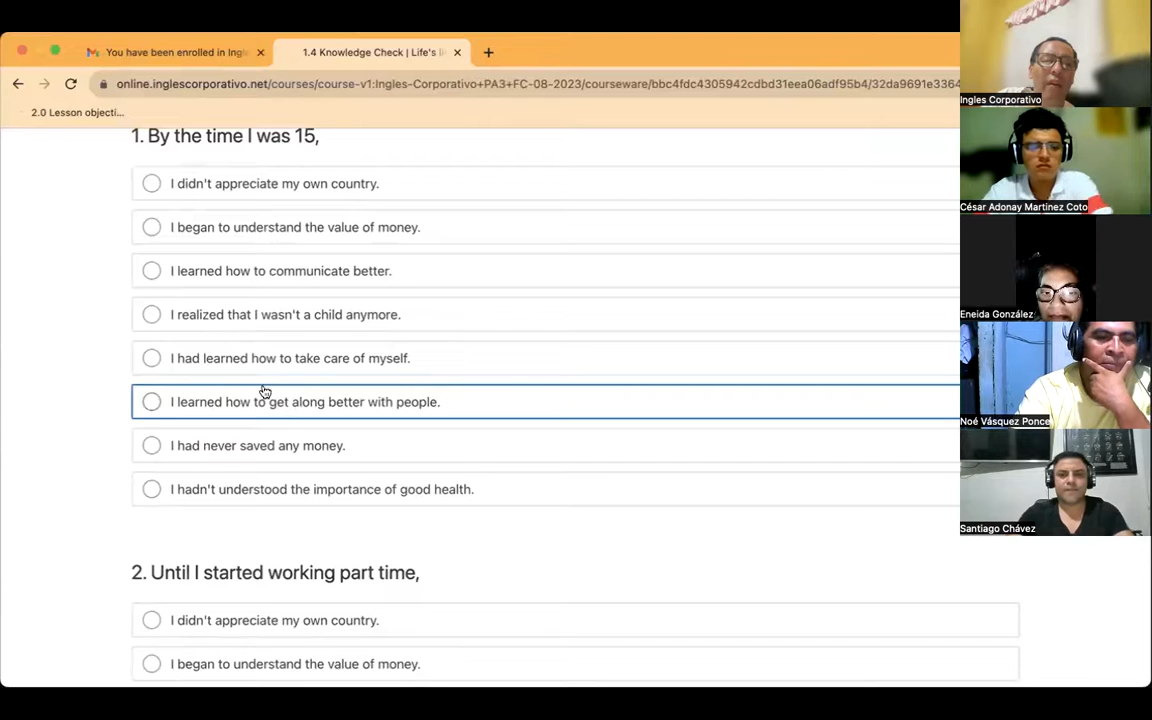 You have been enrolled in Ingl
1.4 Knowledge Check | Life's li
online.inglescorporativo.net/courses/course-v1:Ingles-Corporativo+PA3+FC-08-2023/courseware/bbc4fdc4305942cdbd31eea06adf95b4/32da9691e3364
2.0 Lesson objecti...
1. By the time I was 15,
I didn't appreciate my own country.
I began to understand the value of money.
I learned how to communicate better.
I realized that I wasn't a child anymore.
I had learned how to take care of myself.
I learned how to get along better with people.
I had never saved any money.
I hadn't understood the importance of good health.
2. Until I started working part time,
I didn't appreciate my own country.
I began to understand the value of money.
Ingles Corporativo
César Adonay Martínez Coto
Eneida González
Noé Vásquez Ponce
Santiago Chávez